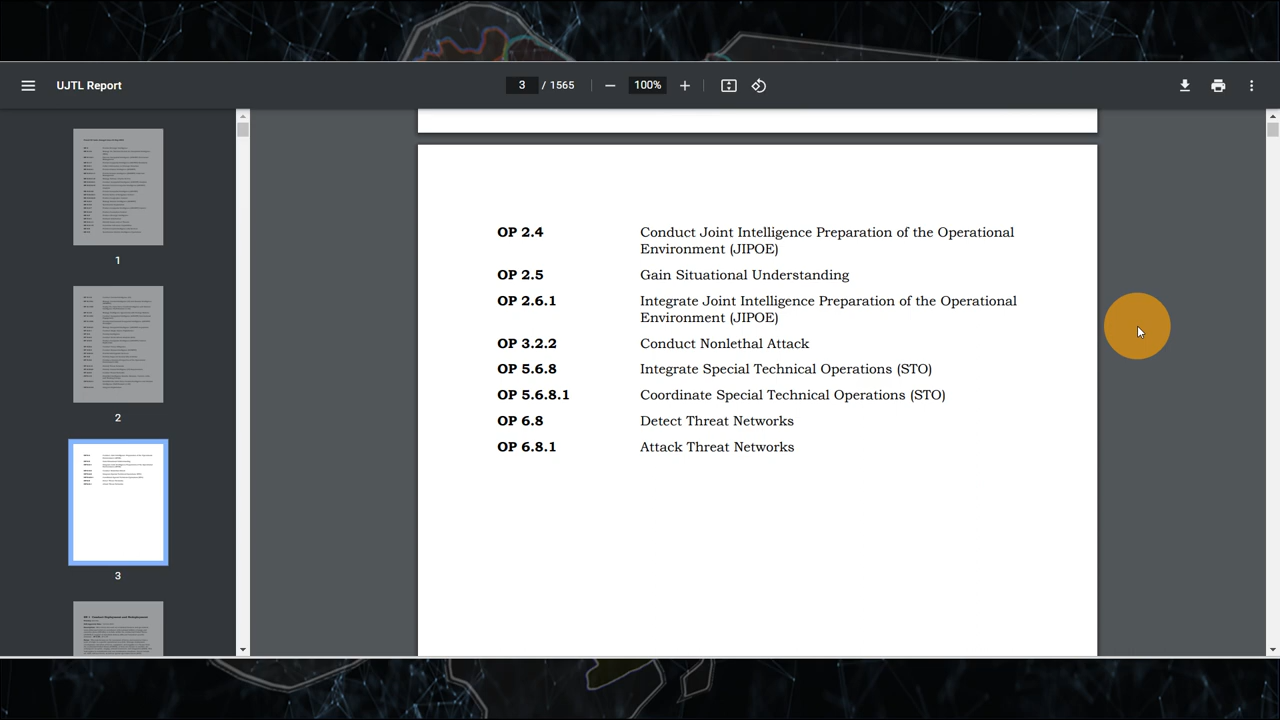 UJTL Report
3 / 1565
100%
OP 2.4 Conduct Joint Intelligence Preparation of the Operational
Environment (JIPOE)
OP 2.5 Gain Situational Understanding
OP 2.6.1 Integrate Joint Intelligence Preparation of the Operational
Environment (JIPOE)
OP 3.2.2 Conduct Nonlethal Attack
OP 5.6.8 Integrate Special Technical Operations (STO)
OP 5.6.8.1 Coordinate Special Technical Operations (STO)
OP 6.8 Detect Threat Networks
OP 6.8.1 Attack Threat Networks
1
2
3